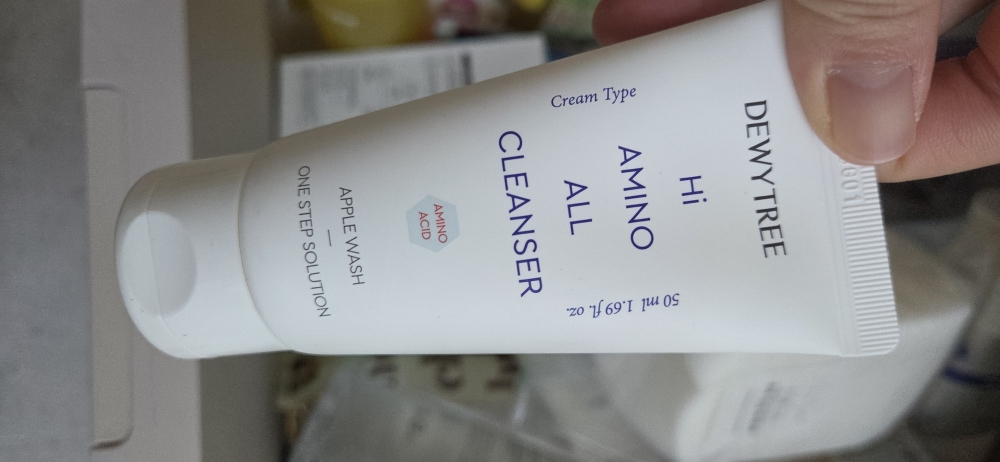 DEWYTREE
Hi
AMINO
ALL
CLEANSER
Cream Type
50 ml 1.69 fl. oz.
AMINO
ACID
APPLE WASH
ONE STEP SOLUTION